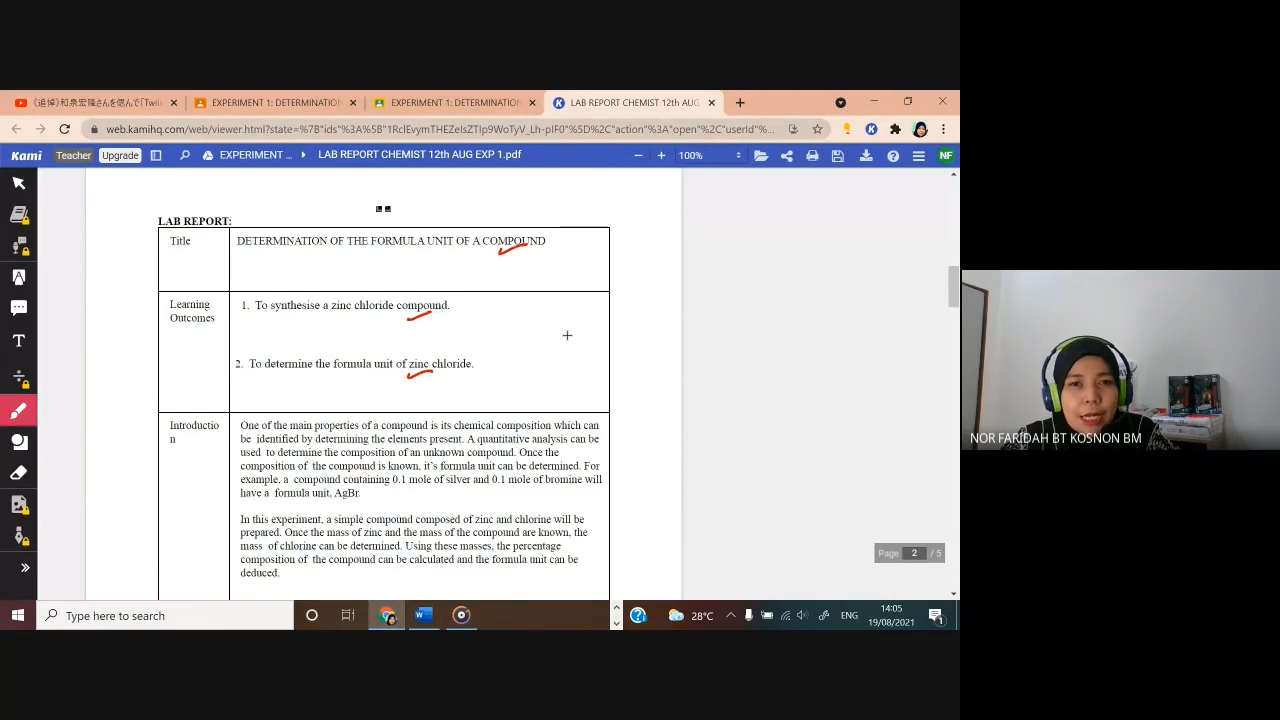 《追悼》和泉宏隆さんを偲んで「Twili
EXPERIMENT 1: DETERMINATION
EXPERIMENT 1: DETERMINATION
LAB REPORT CHEMIST 12th AUG
web.kamihq.com/web/viewer.html?state=%7B"ids"%3A%5B"1RcIEvymTHEZeIsZTIp9WoTyV_Lh-pIF0"%5D%2C"action"%3A"open"%2C"userId"%...
Kami Teacher Upgrade EXPERIMENT ... LAB REPORT CHEMIST 12th AUG EXP 1.pdf 100% NF
LAB REPORT:
Title
DETERMINATION OF THE FORMULA UNIT OF A COMPOUND
Learning
Outcomes
1. To synthesise a zinc chloride compound.
2. To determine the formula unit of zinc chloride.
Introductio
n
One of the main properties of a compound is its chemical composition which can
be identified by determining the elements present. A quantitative analysis can be
used to determine the composition of an unknown compound. Once the
composition of the compound is known, it's formula unit can be determined. For
example, a compound containing 0.1 mole of silver and 0.1 mole of bromine will
have a formula unit, AgBr.
In this experiment, a simple compound composed of zinc and chlorine will be
prepared. Once the mass of zinc and the mass of the compound are known, the
mass of chlorine can be determined. Using these masses, the percentage
composition of the compound can be calculated and the formula unit can be
deduced.
Page 2 / 5
Type here to search
28°C
ENG
14:05
19/08/2021
1
NOR FARIDAH BT KOSNON BM